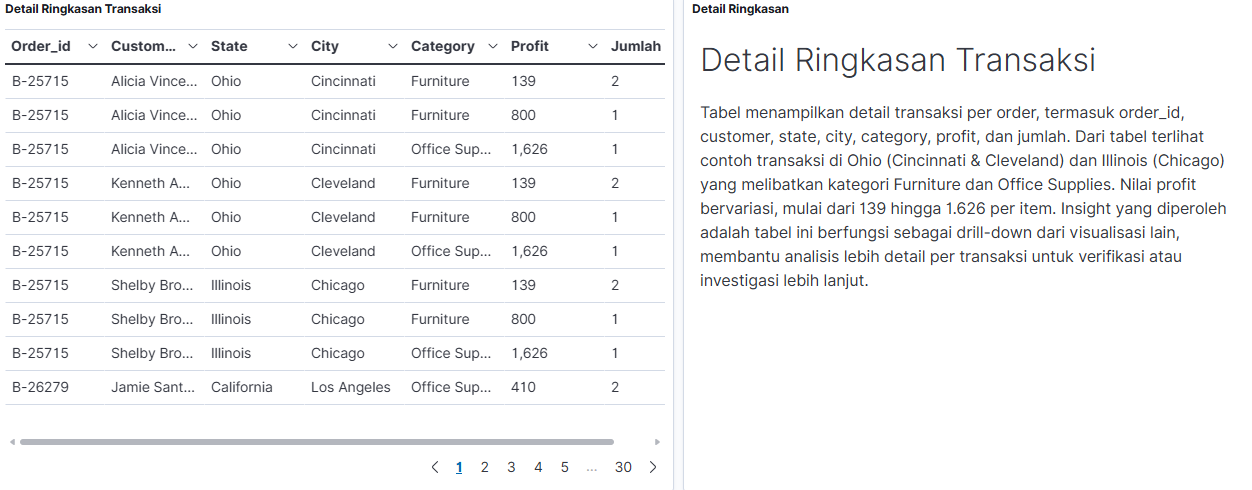 Detail Ringkasan Transaksi
Order_id Custom... State City Category Profit Jumlah
B-25715 Alicia Vince... Ohio Cincinnati Furniture 139 2
B-25715 Alicia Vince... Ohio Cincinnati Furniture 800 1
B-25715 Alicia Vince... Ohio Cincinnati Office Sup... 1,626 1
B-25715 Kenneth A... Ohio Cleveland Furniture 139 2
B-25715 Kenneth A... Ohio Cleveland Furniture 800 1
B-25715 Kenneth A... Ohio Cleveland Office Sup... 1,626 1
B-25715 Shelby Bro... Illinois Chicago Furniture 139 2
B-25715 Shelby Bro... Illinois Chicago Furniture 800 1
B-25715 Shelby Bro... Illinois Chicago Office Sup... 1,626 1
B-26279 Jamie Sant... California Los Angeles Office Sup... 410 2
1 2 3 4 5 ... 30
Detail Ringkasan
Detail Ringkasan Transaksi
Tabel menampilkan detail transaksi per order, termasuk order_id,
customer, state, city, category, profit, dan jumlah. Dari tabel terlihat
contoh transaksi di Ohio (Cincinnati & Cleveland) dan Illinois (Chicago)
yang melibatkan kategori Furniture dan Office Supplies. Nilai profit
bervariasi, mulai dari 139 hingga 1.626 per item. Insight yang diperoleh
adalah tabel ini berfungsi sebagai drill-down dari visualisasi lain,
membantu analisis lebih detail per transaksi untuk verifikasi atau
investigasi lebih lanjut.